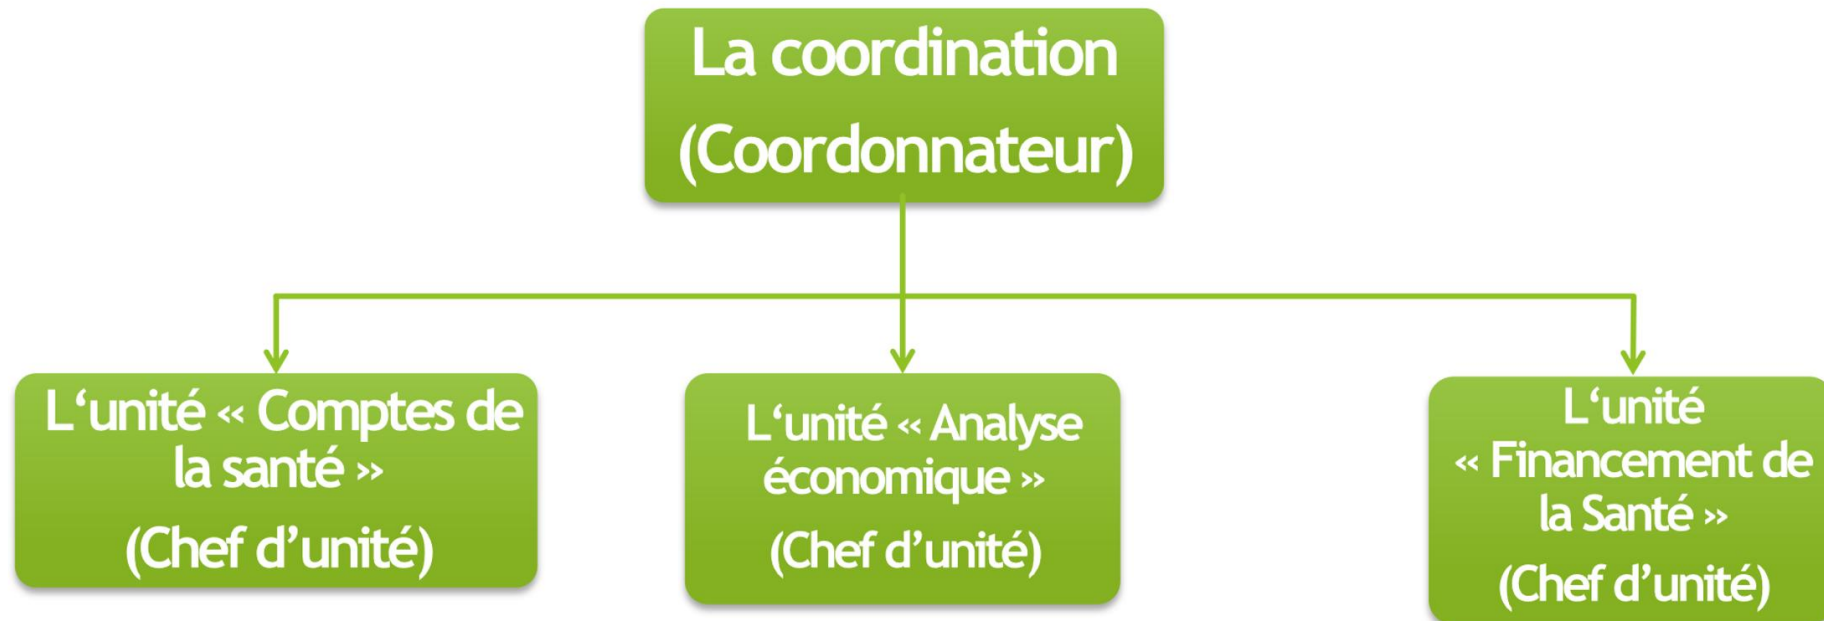 La coordination
(Coordonnateur)
L‘unité « Comptes de
la santé »
(Chef d’unité)
L‘unité « Analyse
économique »
(Chef d’unité)
L‘unité
« Financement de
la Santé »
(Chef d’unité)